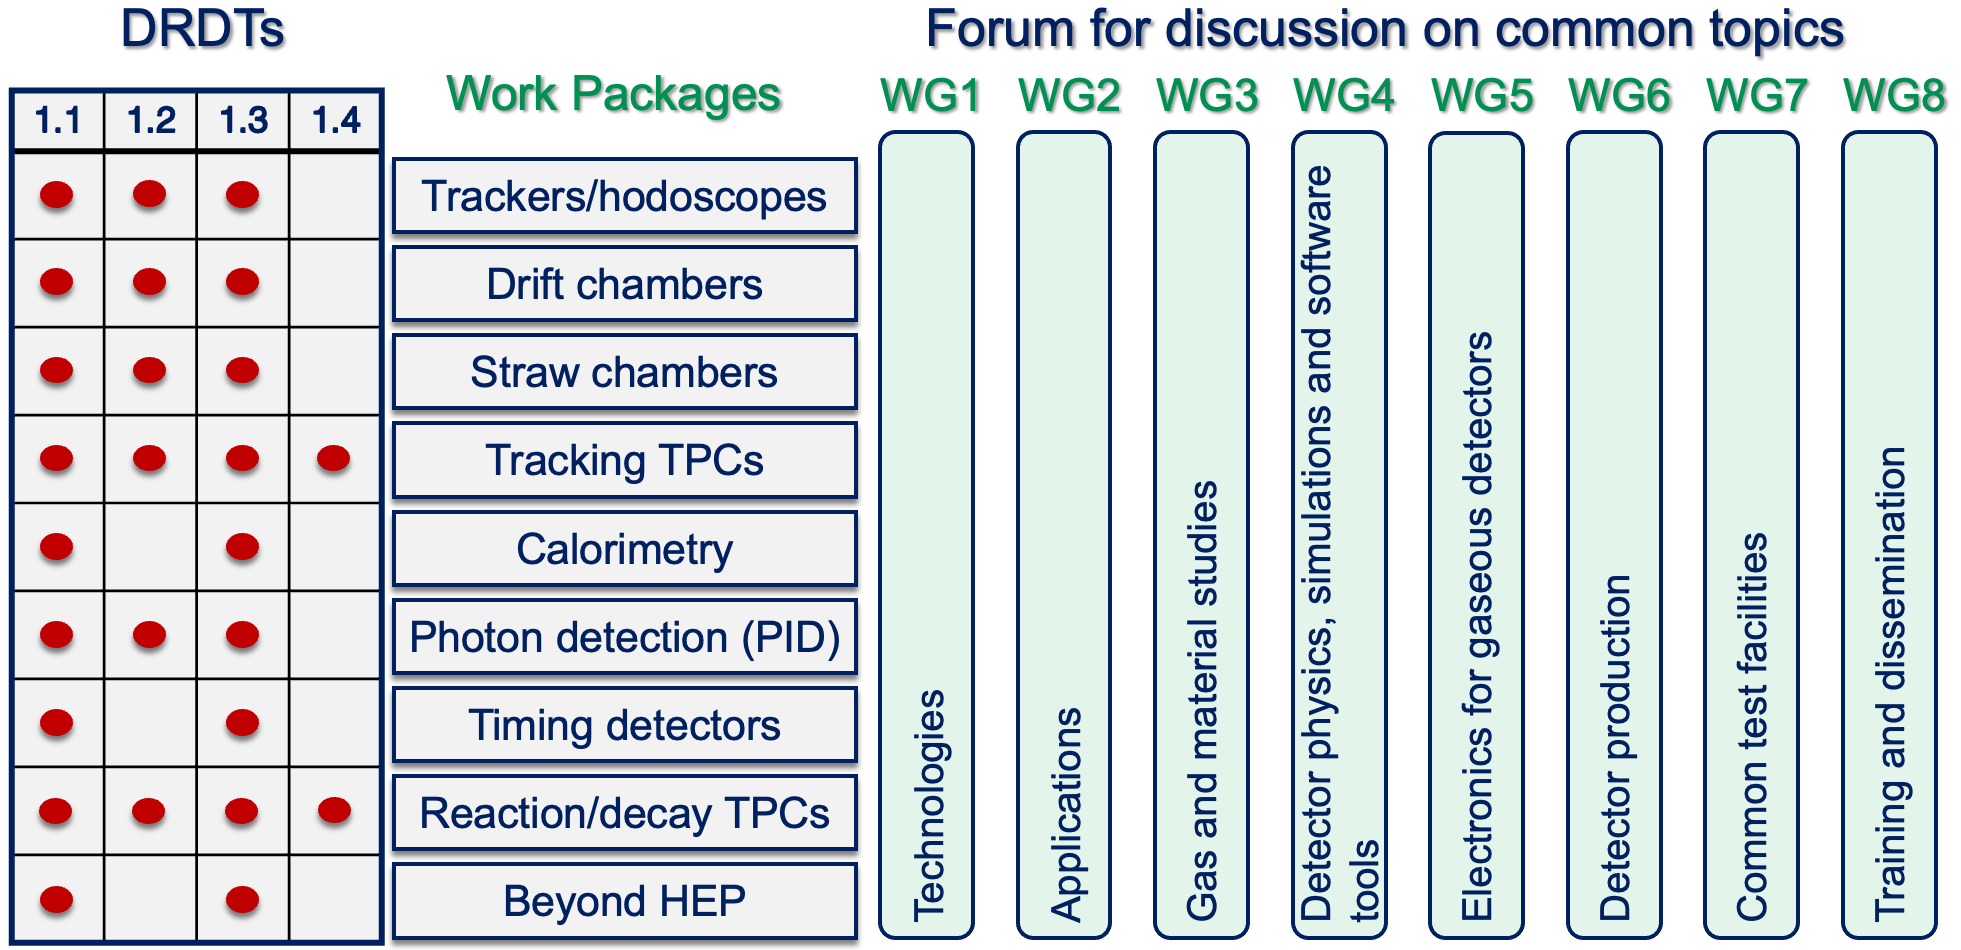 DRDTs
Forum for discussion on common topics
Work Packages
WG1 WG2 WG3 WG4 WG5 WG6 WG7 WG8
1.1 1.2 1.3 1.4
Trackers/hodoscopes
Drift chambers
Straw chambers
Tracking TPCs
Calorimetry
Photon detection (PID)
Timing detectors
Reaction/decay TPCs
Beyond HEP
Technologies
Applications
Gas and material studies
Detector physics, simulations and software
tools
Electronics for gaseous detectors
Detector production
Common test facilities
Training and dissemination